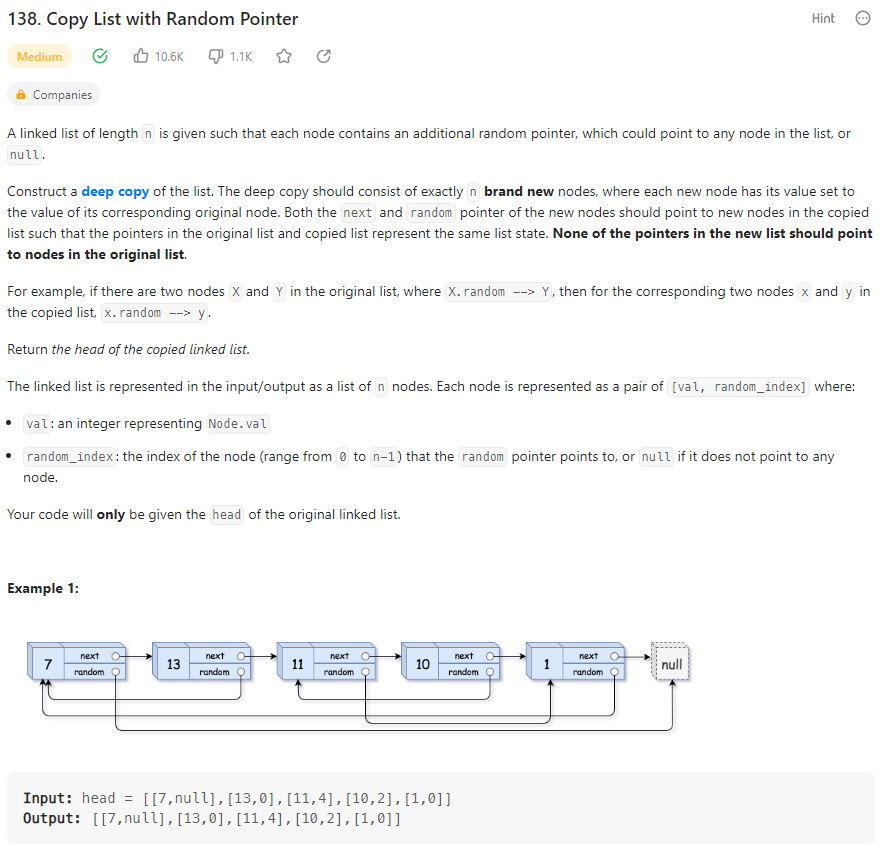 138. Copy List with Random Pointer
Hint
Medium
10.6K
1.1K
Companies
A linked list of length n is given such that each node contains an additional random pointer, which could point to any node in the list, or
null.
Construct a deep copy of the list. The deep copy should consist of exactly n brand new nodes, where each new node has its value set to
the value of its corresponding original node. Both the next and random pointer of the new nodes should point to new nodes in the copied
list such that the pointers in the original list and copied list represent the same list state. None of the pointers in the new list should point
to nodes in the original list.
For example, if there are two nodes X and Y in the original list, where X.random --> Y, then for the corresponding two nodes x and y in
the copied list, x.random --> y.
Return the head of the copied linked list.
The linked list is represented in the input/output as a list of n nodes. Each node is represented as a pair of [val, random_index] where:
• val: an integer representing Node.val
• random_index: the index of the node (range from 0 to n-1) that the random pointer points to, or null if it does not point to any
node.
Your code will only be given the head of the original linked list.
Example 1:
7 next random
13 next random
11 next random
10 next random
1 next random
null
Input: head = [[7,null],[13,0],[11,4],[10,2],[1,0]]
Output: [[7,null],[13,0],[11,4],[10,2],[1,0]]